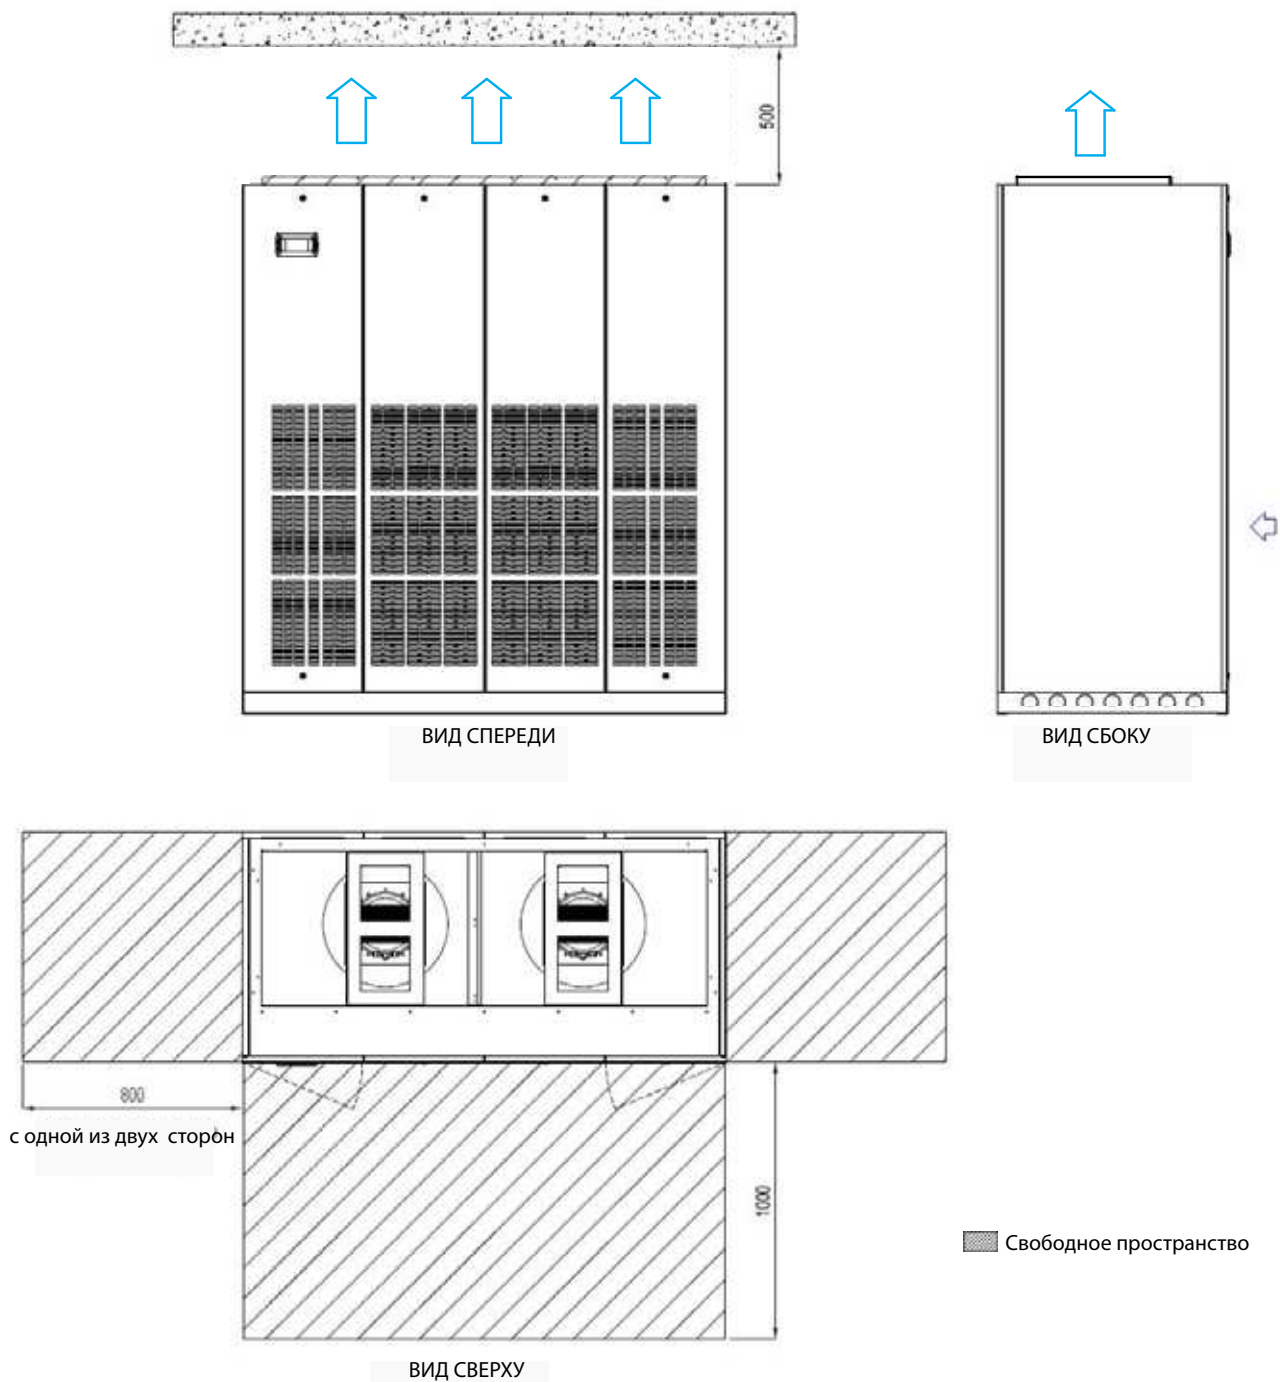 500
ВИД СПЕРЕДИ
ВИД СБОКУ
800
с одной из двух сторон
1000
Свободное пространство
ВИД СВЕРХУ